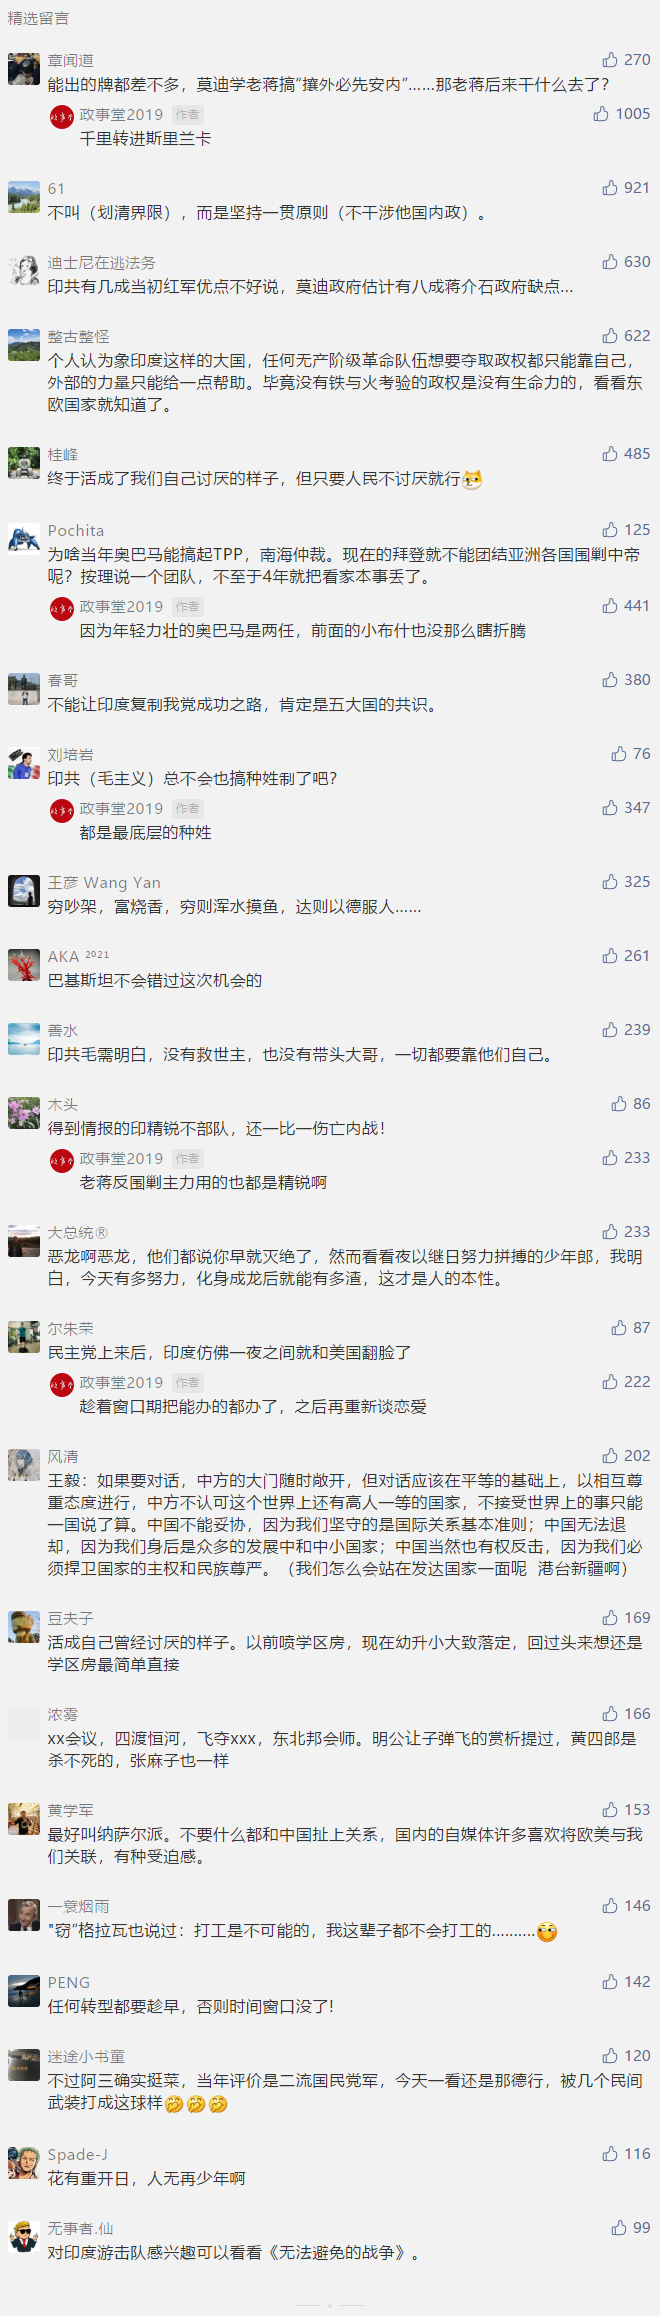 精选留言
章闻道 270
能出的牌都差不多，莫迪学老蒋搞“攘外必先安内”……那老蒋后来干什么去了？
政事堂2019 作者 1005
千里转进斯里兰卡
61 921
不叫（划清界限），而是坚持一贯原则（不干涉他国内政）。
迪士尼在逃法务 630
印共有几成当初红军优点不好说，莫迪政府估计有八成蒋介石政府缺点...
整古整怪 622
个人认为象印度这样的大国，任何无产阶级革命队伍想要夺取政权都只能靠自己，
外部的力量只能给一点帮助。毕竟没有铁与火考验的政权是没有生命力的，看看东
欧国家就知道了。
桂峰 485
终于活成了我们自己讨厌的样子，但只要人民不讨厌就行
Pochita 125
为啥当年奥巴马能搞起TPP，南海仲裁。现在的拜登就不能团结亚洲各国围剿中帝
呢？按理说一个团队，不至于4年就把看家本事丢了。
政事堂2019 作者 441
因为年轻力壮的奥巴马是两任，前面的小布什也没那么瞎折腾
春哥 380
不能让印度复制我党成功之路，肯定是五大国的共识。
刘培岩 76
印共（毛主义）总不会也搞种姓制了吧？
政事堂2019 作者 347
都是最底层的种姓
王彦 Wang Yan 325
穷吵架，富烧香，穷则浑水摸鱼，达则以德服人……
AKA ²⁰²¹ 261
巴基斯坦不会错过这次机会的
善水 239
印共毛需明白，没有救世主，也没有带头大哥，一切都要靠他们自己。
木头 86
得到情报的印精锐不部队，还一比一伤亡内战！
政事堂2019 作者 233
老蒋反围剿主力用的也都是精锐啊
大总统® 233
恶龙啊恶龙，他们都说你早就灭绝了，然而看看夜以继日努力拼搏的少年郎，我明
白，今天有多努力，化身成龙后就能有多渣，这才是人的本性。
尔朱荣 87
民主党上来后，印度仿佛一夜之间就和美国翻脸了
政事堂2019 作者 222
趁着窗口期把能办的都办了，之后再重新谈恋爱
风清 202
王毅：如果要对话，中方的大门随时敞开，但对话应该在平等的基础上，以相互尊
重态度进行，中方不认可这个世界上还有高人一等的国家，不接受世界上的事只能
一国说了算。中国不能妥协，因为我们坚守的是国际关系基本准则；中国无法退
却，因为我们身后是众多的发展中和中小国家；中国当然也有权反击，因为我们必
须捍卫国家的主权和民族尊严。（我们怎么会站在发达国家一面呢 港台新疆啊）
豆夫子 169
活成自己曾经讨厌的样子。以前喷学区房，现在幼升小大致落定，回过头来想还是
学区房最简单直接
浓雾 166
xx会议，四渡恒河，飞夺xxx，东北邦会师。明公让子弹飞的赏析提过，黄四郎是
杀不死的，张麻子也一样
黄学军 153
最好叫纳萨尔派。不要什么都和中国扯上关系，国内的自媒体许多喜欢将欧美与我
们关联，有种受迫感。
一蓑烟雨 146
"窃”格拉瓦也说过：打工是不可能的，我这辈子都不会打工的..........
PENG 142
任何转型都要趁早，否则时间窗口没了！
迷途小书童 120
不过阿三确实挺菜，当年评价是二流国民党军，今天一看还是那德行，被几个民间
武装打成这球样
Spade-J 116
花有重开日，人无再少年啊
无事者.仙 99
对印度游击队感兴趣可以看看《无法避免的战争》。